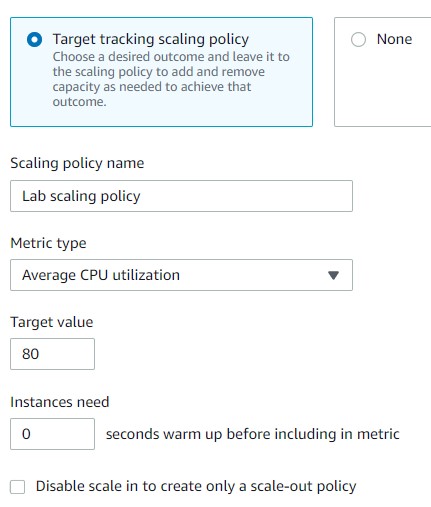 Target tracking scaling policy
Choose a desired outcome and leave it to
the scaling policy to add and remove
capacity as needed to achieve that
outcome.
None
Scaling policy name
Lab scaling policy
Metric type
Average CPU utilization
Target value
80
Instances need
0 seconds warm up before including in metric
Disable scale in to create only a scale-out policy